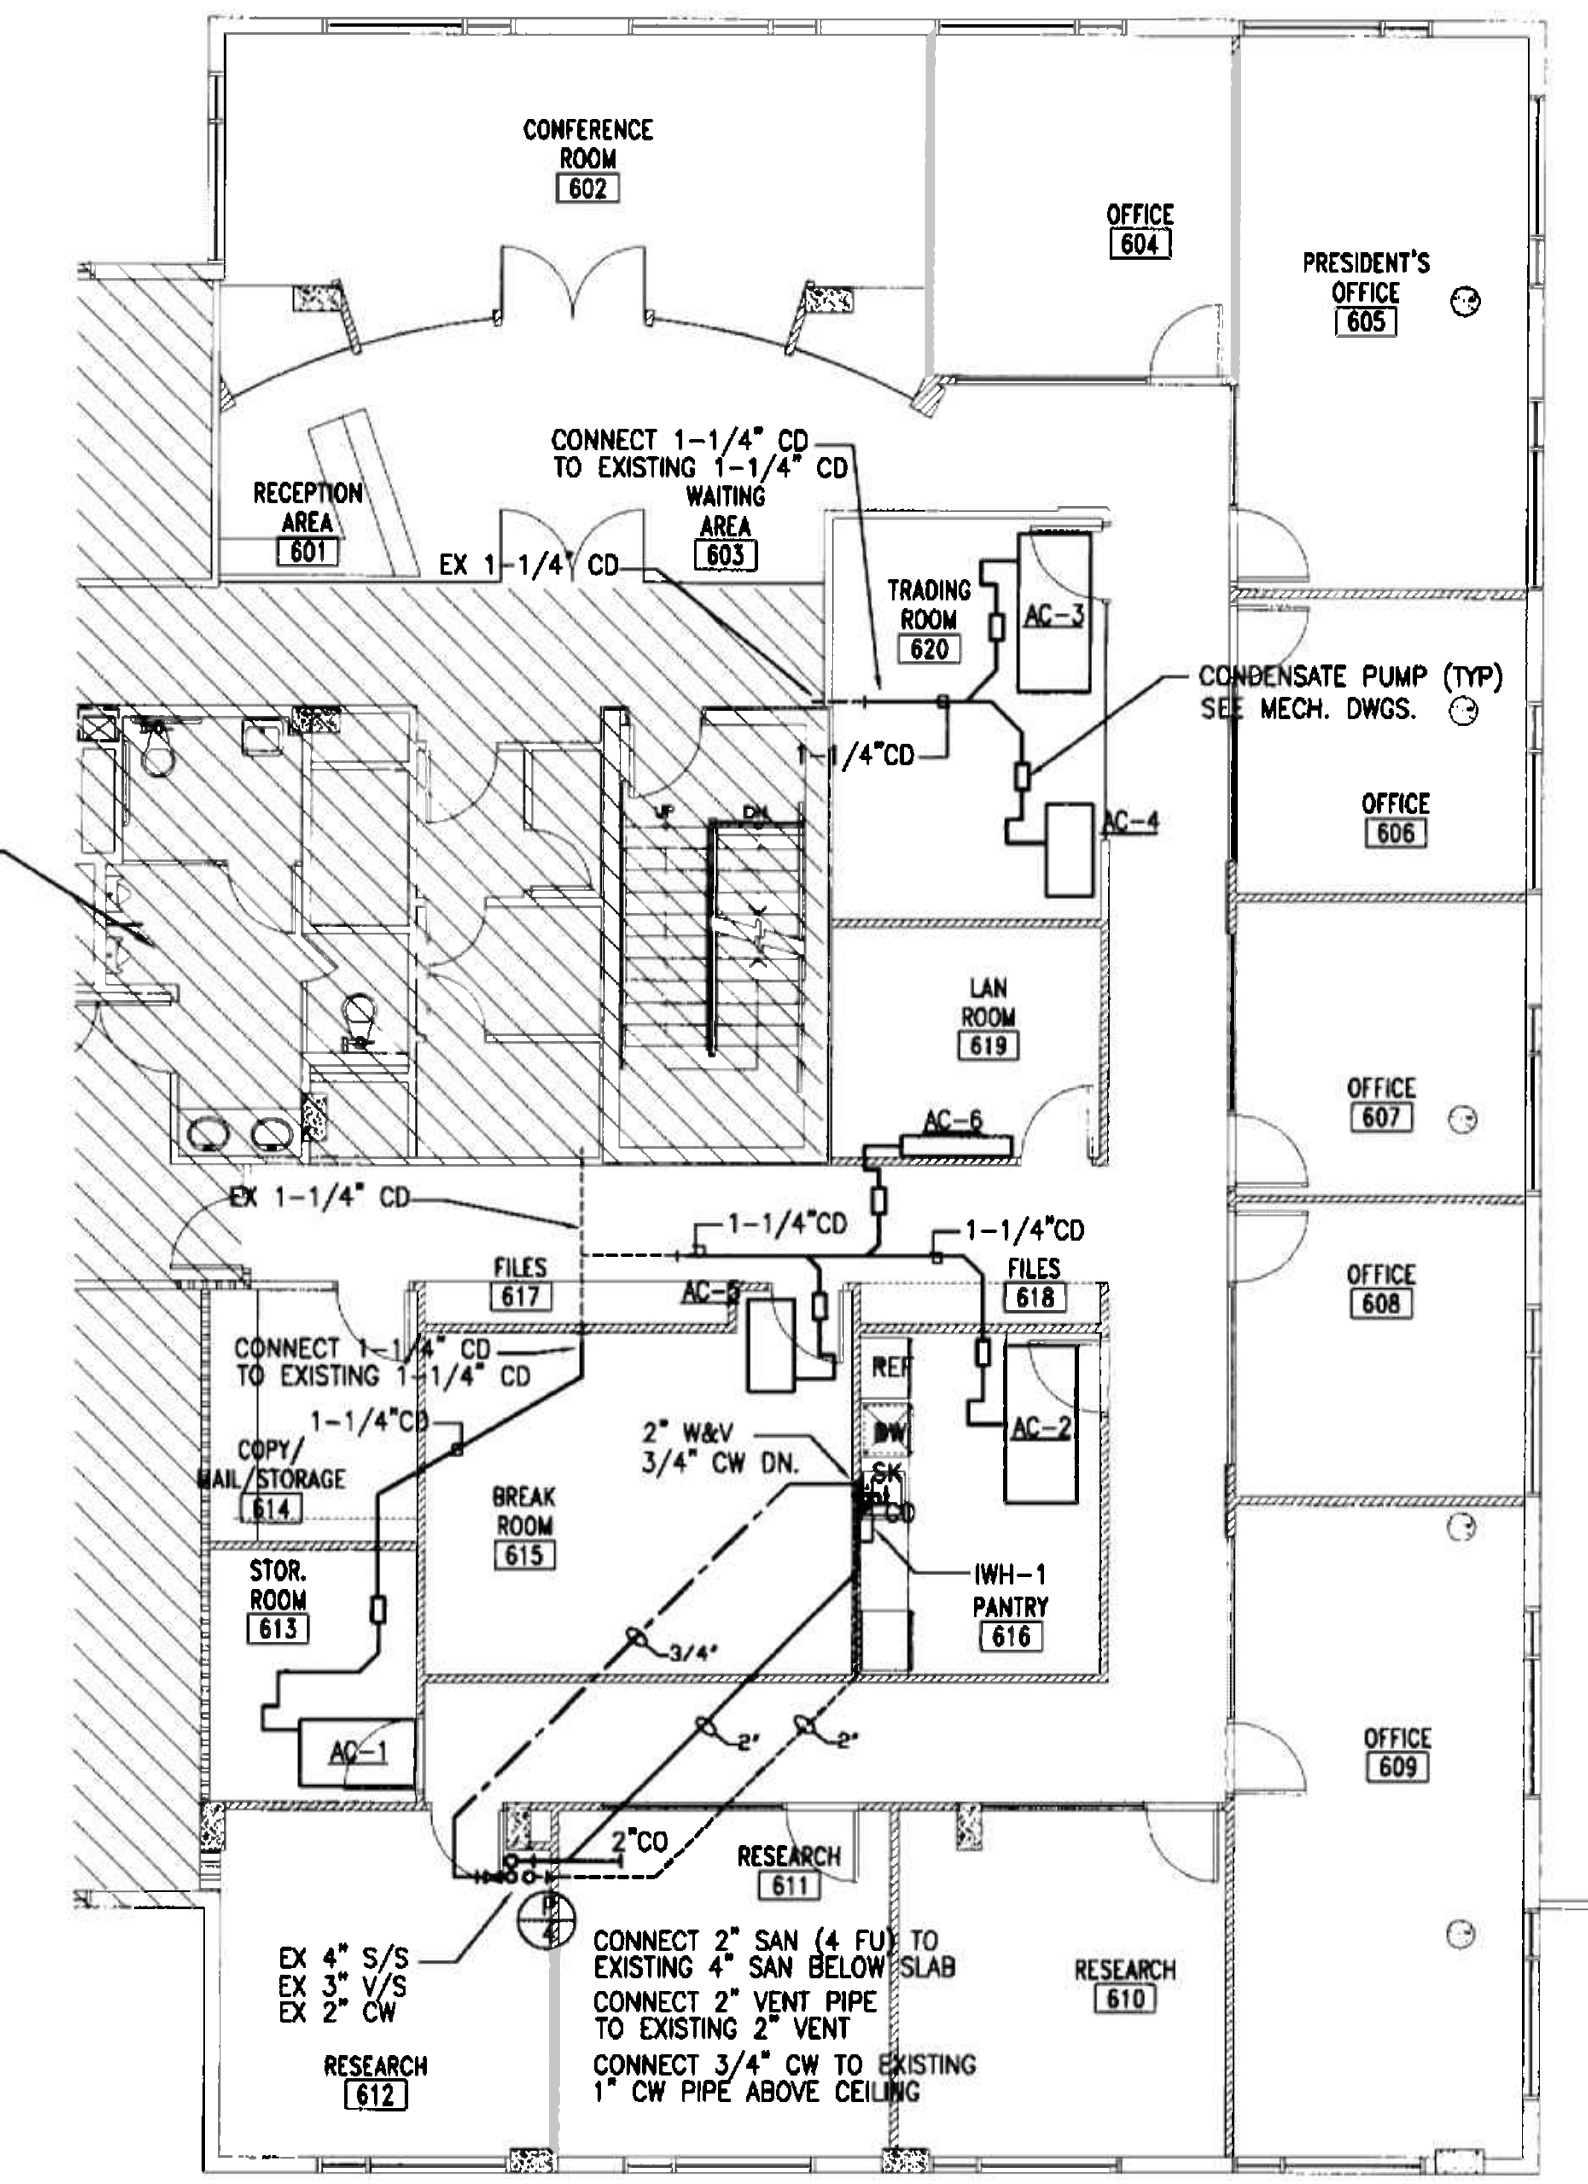 CONFERENCE
ROOM
602
OFFICE
604
PRESIDENT'S
OFFICE
605
CONNECT 1-1/4" CD
TO EXISTING 1-1/4" CD
RECEPTION
AREA
601
WAITING
AREA
603
EX 1-1/4" CD
TRADING
ROOM
620
AC-3
CONDENSATE PUMP (TYP)
SEE MECH. DWGS.
1-1/4"CD
UP
DN
AC-4
OFFICE
606
LAN
ROOM
619
AC-6
OFFICE
607
EX 1-1/4" CD
1-1/4"CD
1-1/4"CD
FILES
617
FILES
618
OFFICE
608
CONNECT 1-1/4" CD
TO EXISTING 1-1/4" CD
REF
1-1/4"CD
DW
AC-2
2" W&V
3/4" CW DN.
COPY/
MAIL/STORAGE
614
SK
CO
BREAK
ROOM
615
STOR.
ROOM
613
IWH-1
PANTRY
616
3/4"
2"
2"
AC-1
OFFICE
609
2"CO
RESEARCH
611
P
4
EX 4" S/S
EX 3" V/S
EX 2" CW
CONNECT 2" SAN (4 FU) TO
EXISTING 4" SAN BELOW SLAB
CONNECT 2" VENT PIPE
TO EXISTING 2" VENT
CONNECT 3/4" CW TO EXISTING
1" CW PIPE ABOVE CEILING
RESEARCH
610
RESEARCH
612